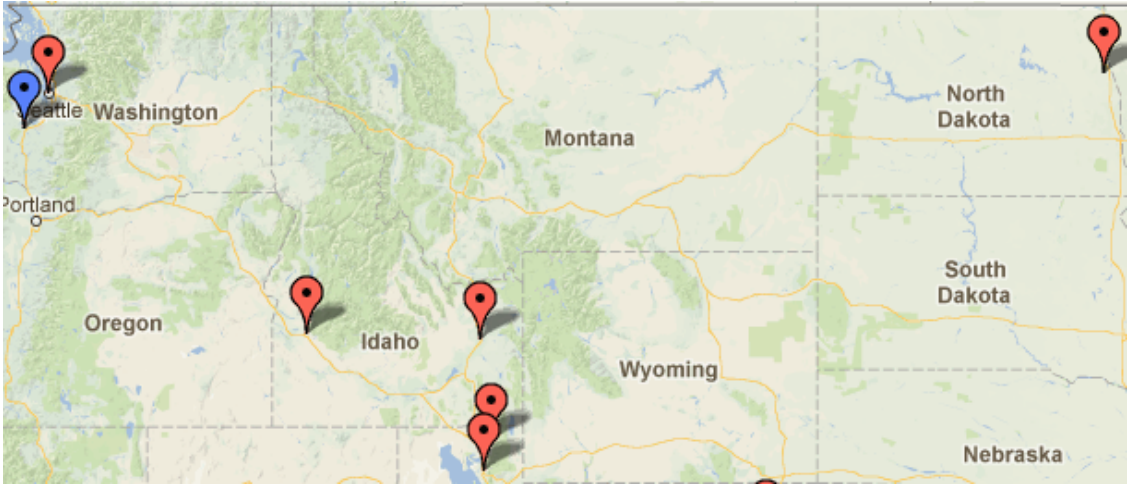 Seattle
Washington
Montana
North
Dakota
Portland
South
Dakota
Oregon
Idaho
Wyoming
Nebraska